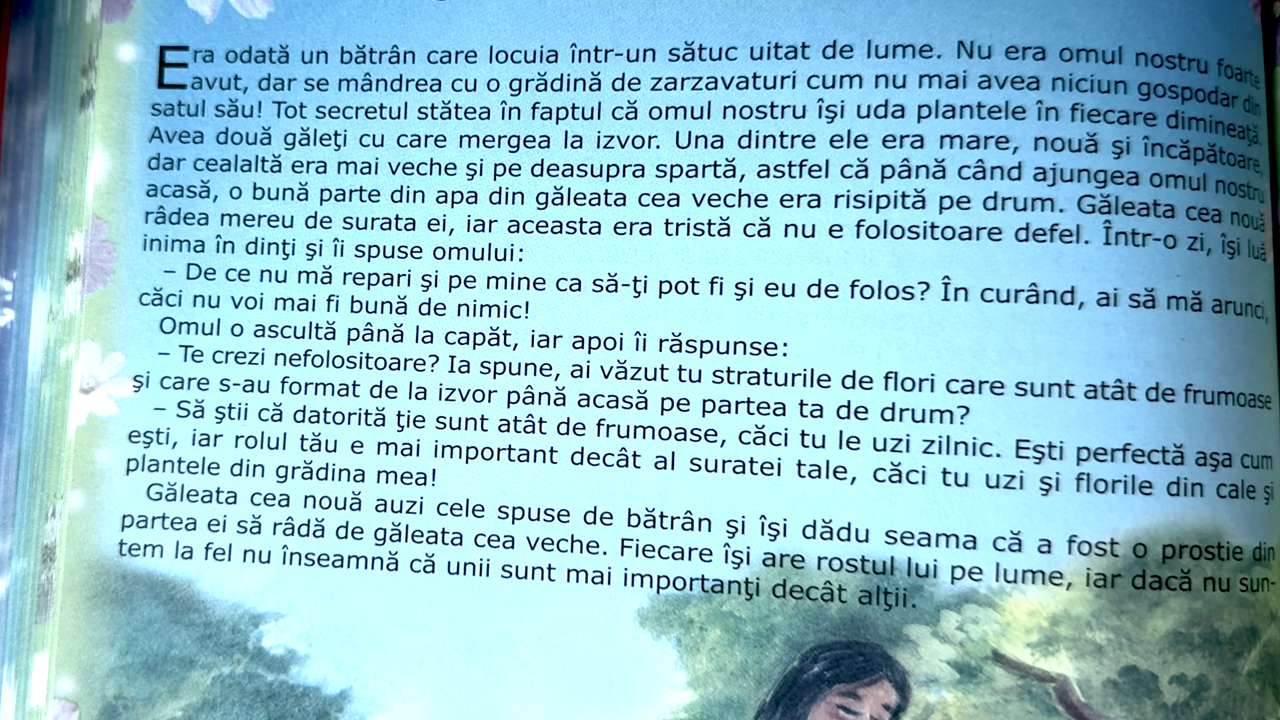 Era odată un bătrân care locuia într-un sătuc uitat de lume. Nu era omul nostru foarte
avut, dar se mândrea cu o grădină de zarzavaturi cum nu mai avea niciun gospodar din
satul său! Tot secretul stătea în faptul că omul nostru îşi uda plantele în fiecare dimineaţă.
Avea două găleţi cu care mergea la izvor. Una dintre ele era mare, nouă şi încăpătoare,
dar cealaltă era mai veche şi pe deasupra spartă, astfel că până când ajungea omul nostru
acasă, o bună parte din apa din găleata cea veche era risipită pe drum. Găleata cea nouă
râdea mereu de surata ei, iar aceasta era tristă că nu e folositoare defel. Într-o zi, îşi luă
inima în dinţi şi îi spuse omului:
– De ce nu mă repari şi pe mine ca să-ţi pot fi şi eu de folos? În curând, ai să mă arunci,
căci nu voi mai fi bună de nimic!
Omul o ascultă până la capăt, iar apoi îi răspunse:
– Te crezi nefolositoare? Ia spune, ai văzut tu straturile de flori care sunt atât de frumoase
şi care s-au format de la izvor până acasă pe partea ta de drum?
– Să ştii că datorită ţie sunt atât de frumoase, căci tu le uzi zilnic. Eşti perfectă aşa cum
eşti, iar rolul tău e mai important decât al suratei tale, căci tu uzi şi florile din cale şi
plantele din grădina mea!
Găleata cea nouă auzi cele spuse de bătrân şi îşi dădu seama că a fost o prostie din
partea ei să râdă de găleata cea veche. Fiecare îşi are rostul lui pe lume, iar dacă nu sun-
tem la fel nu înseamnă că unii sunt mai importanţi decât alţii.